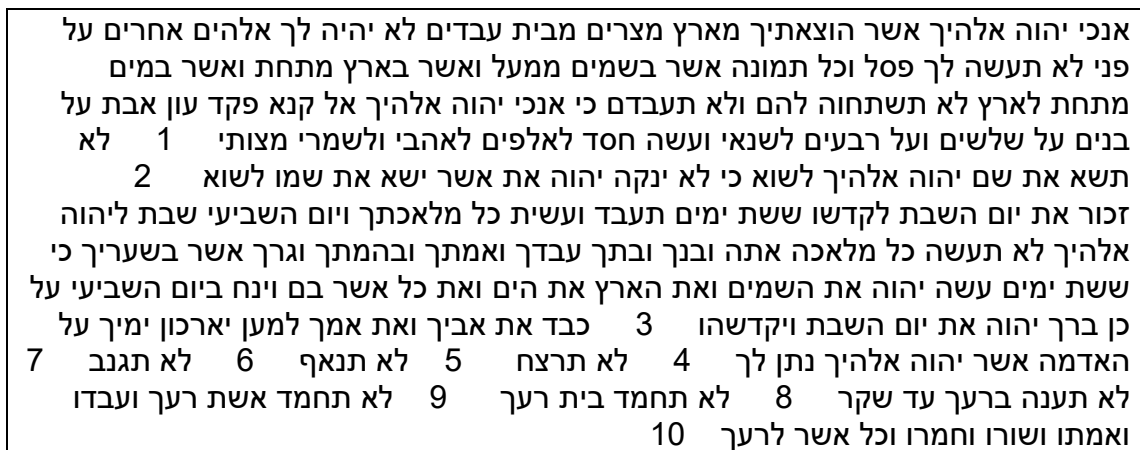 אנכי יהוה אלהיך אשר הוצאתיך מארץ מצרים מבית עבדים לא יהיה לך אלהים אחרים על
פני לא תעשה לך פסל וכל תמונה אשר בשמים ממעל ואשר בארץ מתחת ואשר במים
מתחת לארץ לא תשתחוה להם ולא תעבדם כי אנכי יהוה אלהיך אל קנא פקד עון אבת על
בנים על שלשים ועל רבעים לשנאי ועשה חסד לאלפים לאהבי ולשמרי מצותי 1 לא
תשא את שם יהוה אלהיך לשוא כי לא ינקה יהוה את אשר ישא את שמו לשוא 2
זכור את יום השבת לקדשו ששת ימים תעבד ועשית כל מלאכתך ויום השביעי שבת ליהוה
אלהיך לא תעשה כל מלאכה אתה ובנך ובתך עבדך ואמתך ובהמתך וגרך אשר בשעריך כי
ששת ימים עשה יהוה את השמים ואת הארץ את הים ואת כל אשר בם וינח ביום השביעי על
כן ברך יהוה את יום השבת ויקדשהו 3 כבד את אביך ואת אמך למען יארכון ימיך על
האדמה אשר יהוה אלהיך נתן לך 4 לא תרצח 5 לא תנאף 6 לא תגנב 7
לא תענה ברעך עד שקר 8 לא תחמד בית רעך 9 לא תחמד אשת רעך ועבדו
ואמתו ושורו וחמרו וכל אשר לרעך 10